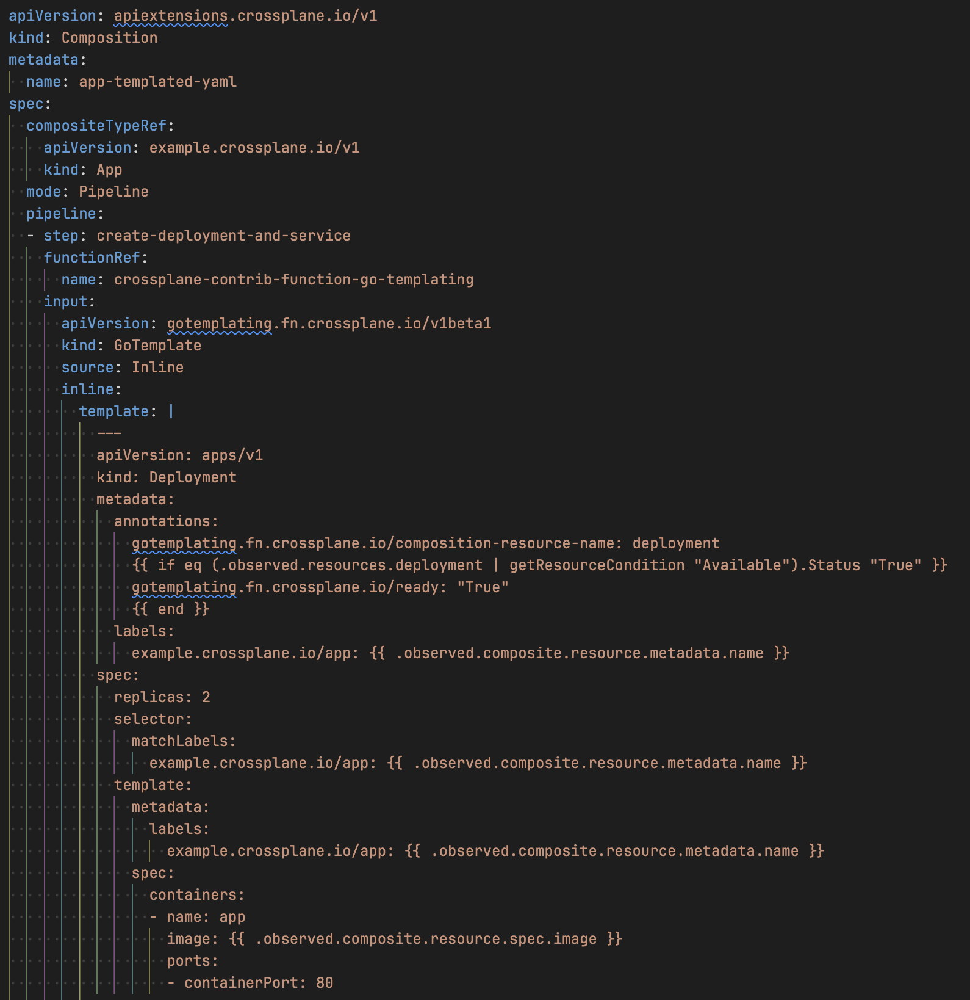 apiVersion: apiextensions.crossplane.io/v1
kind: Composition
metadata:
  name: app-templated-yaml
spec:
  compositeTypeRef:
    apiVersion: example.crossplane.io/v1
    kind: App
  mode: Pipeline
  pipeline:
  - step: create-deployment-and-service
    functionRef:
      name: crossplane-contrib-function-go-templating
    input:
      apiVersion: gotemplating.fn.crossplane.io/v1beta1
      kind: GoTemplate
      source: Inline
      inline:
        template: |
          ---
          apiVersion: apps/v1
          kind: Deployment
          metadata:
            annotations:
              gotemplating.fn.crossplane.io/composition-resource-name: deployment
              {{ if eq (.observed.resources.deployment | getResourceCondition "Available").Status "True" }}
              gotemplating.fn.crossplane.io/ready: "True"
              {{ end }}
            labels:
              example.crossplane.io/app: {{ .observed.composite.resource.metadata.name }}
          spec:
            replicas: 2
            selector:
              matchLabels:
                example.crossplane.io/app: {{ .observed.composite.resource.metadata.name }}
            template:
              metadata:
                labels:
                  example.crossplane.io/app: {{ .observed.composite.resource.metadata.name }}
              spec:
                containers:
                - name: app
                  image: {{ .observed.composite.resource.spec.image }}
                  ports:
                  - containerPort: 80